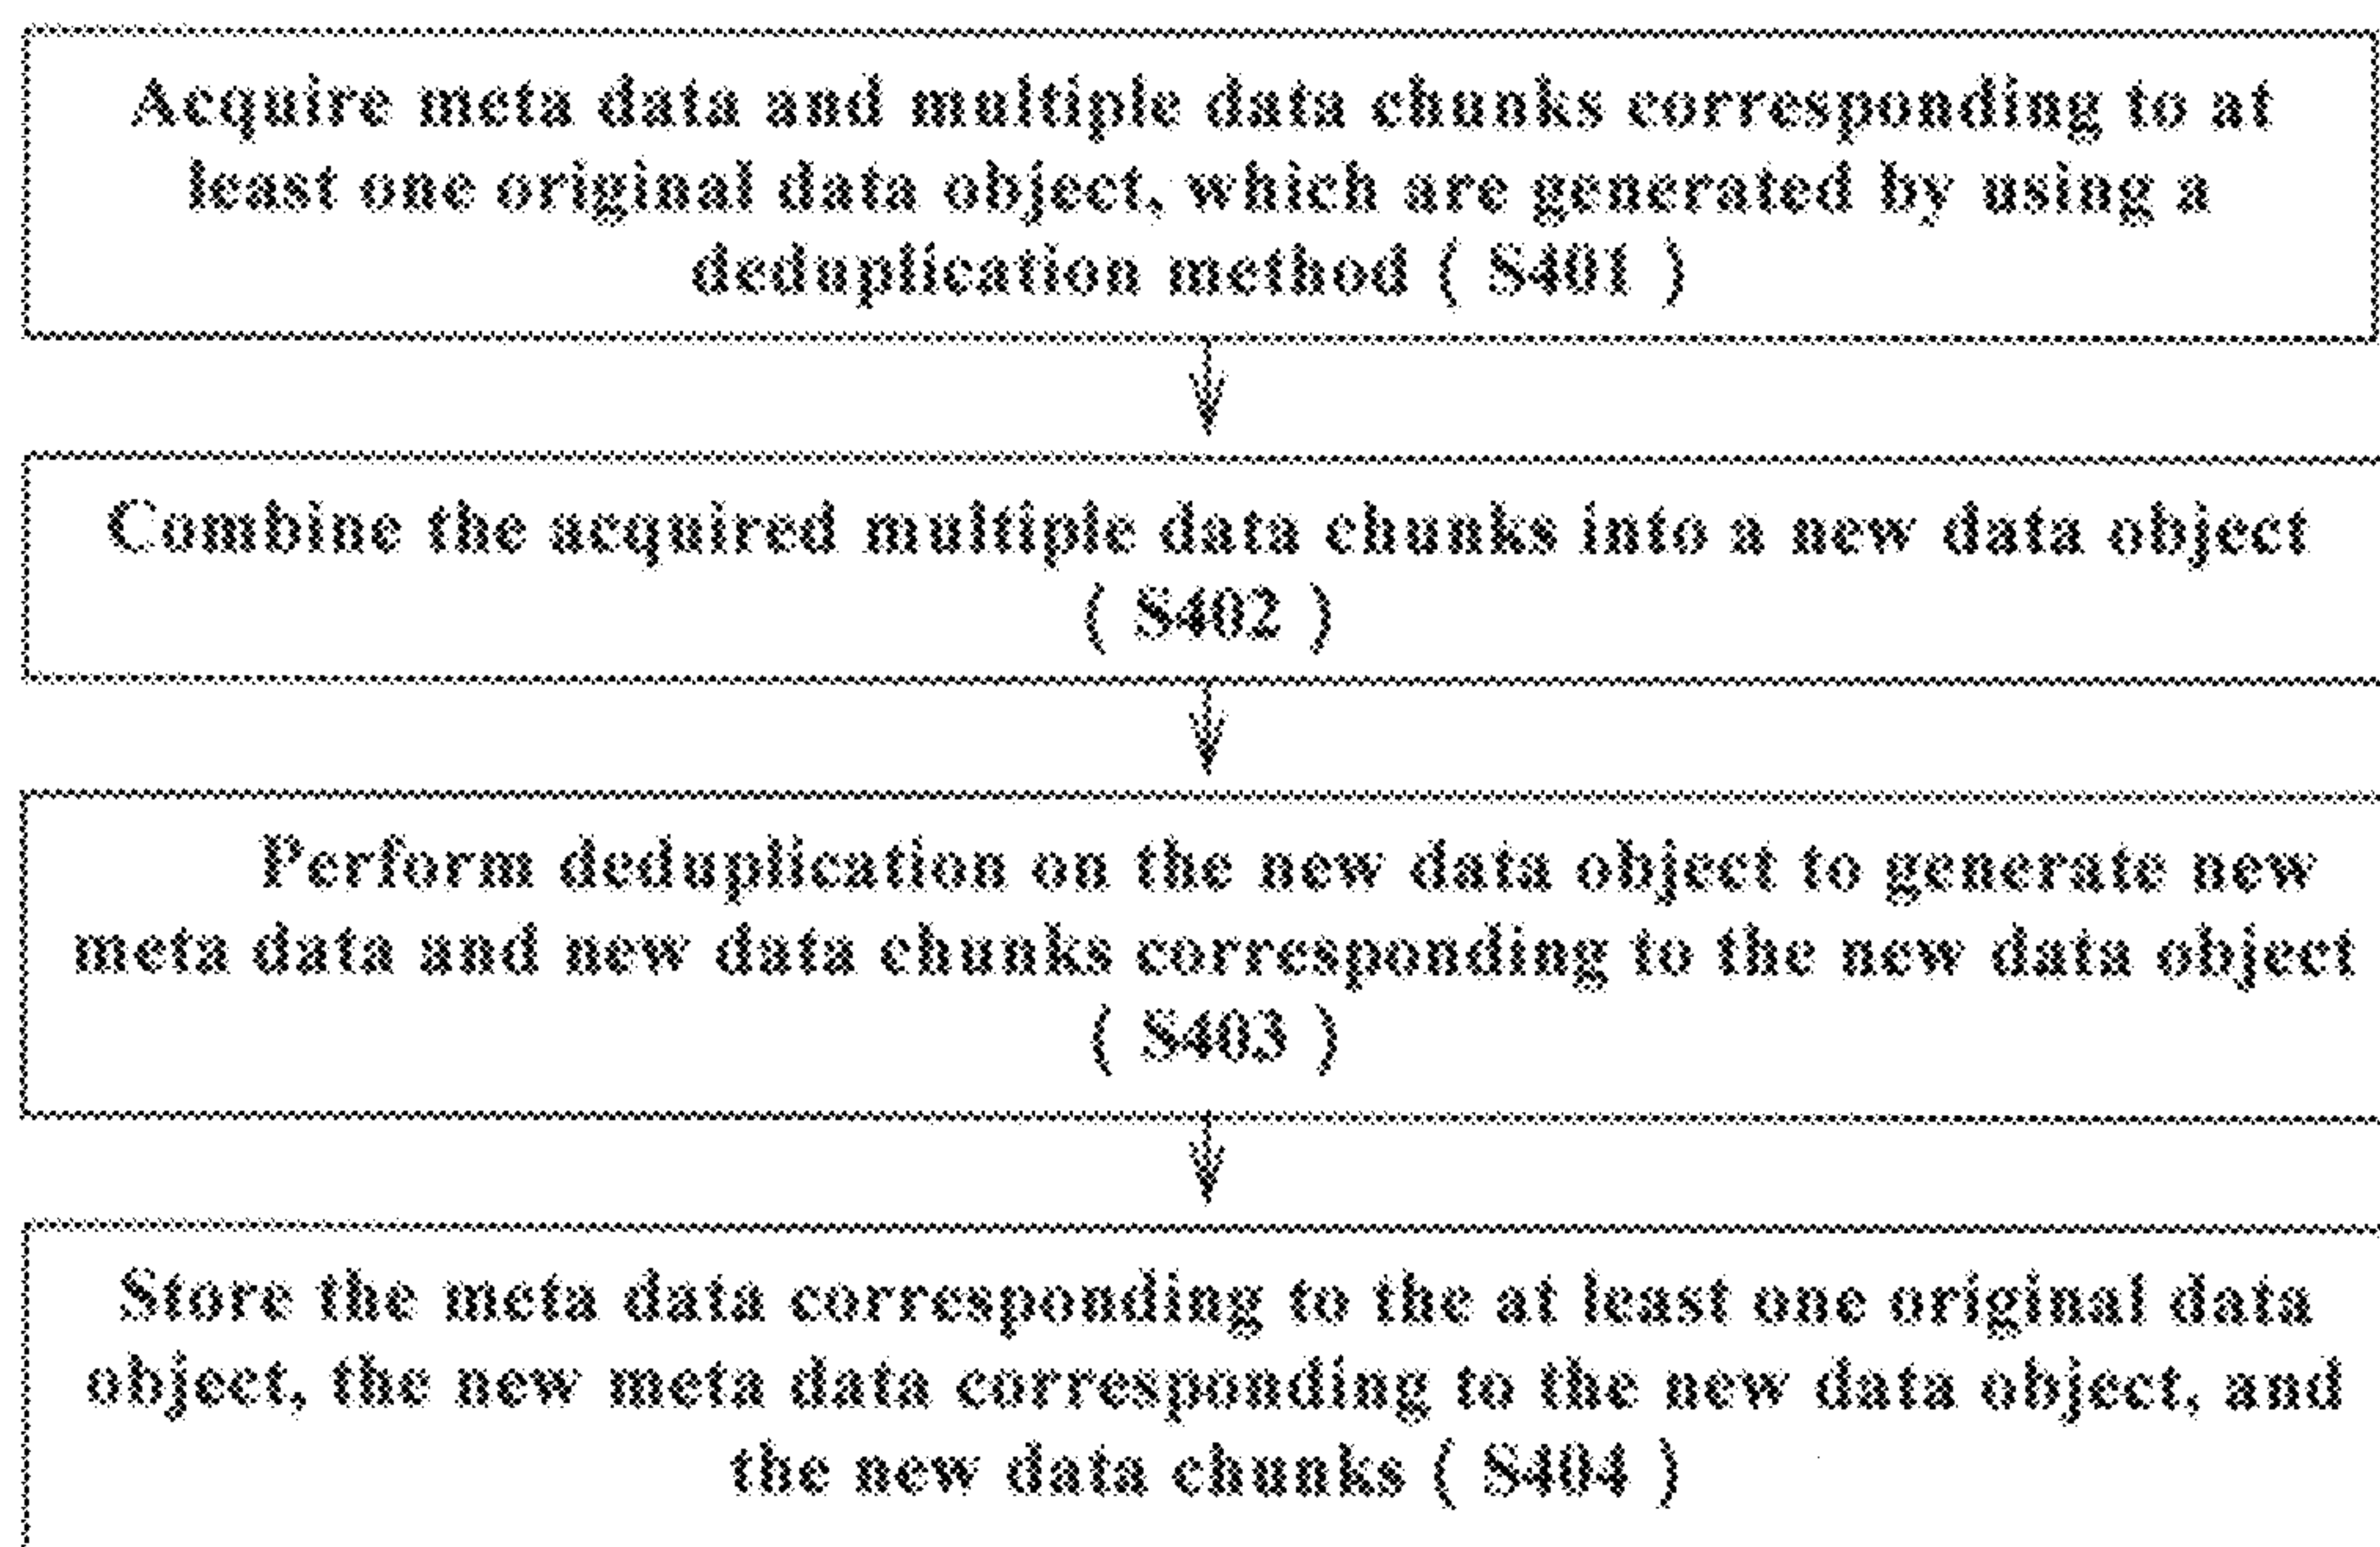 Acquire meta data and multiple data chunks corresponding to at
least one original data object, which are generated by using a
deduplication method ( S401 )
Combine the acquired multiple data chunks into a new data object
( S402 )
Perform deduplication on the new data object to generate new
meta data and new data chunks corresponding to the new data object
( S403 )
Store the meta data corresponding to the at least one original data
object, the new meta data corresponding to the new data object, and
the new data chunks ( S404 )